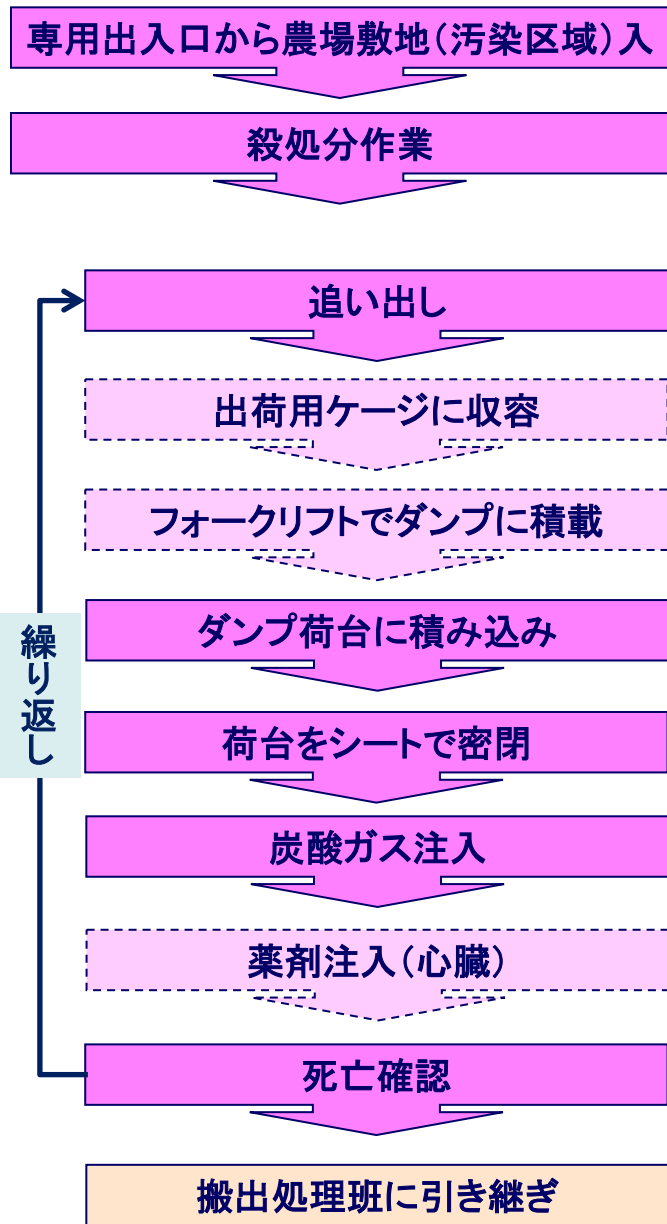 専用出入口から農場敷地（汚染区域）入
殺処分作業
追い出し
出荷用ケージに収容
フォークリフトでダンプに積載
ダンプ荷台に積み込み
繰り返し
荷台をシートで密閉
炭酸ガス注入
薬剤注入（心臓）
死亡確認
搬出処理班に引き継ぎ